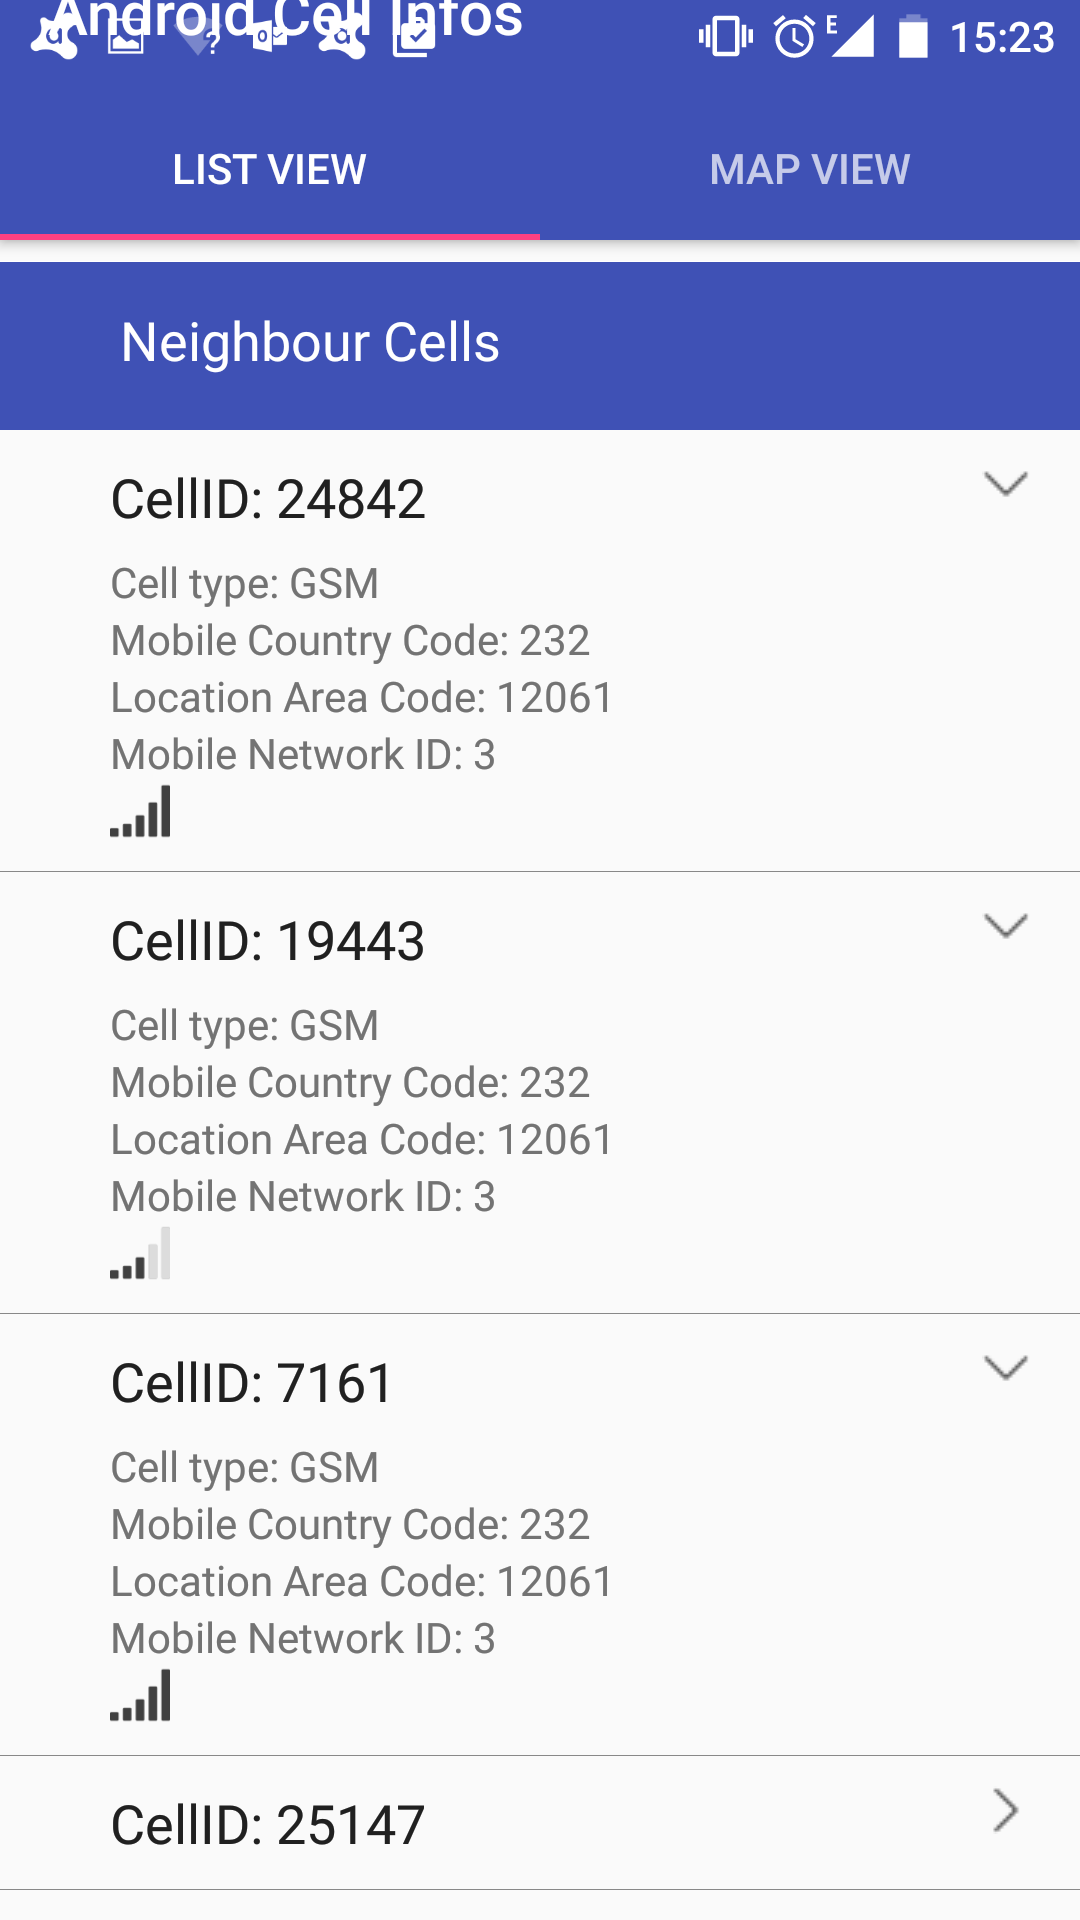 Android Cell Infos
E 15:23
LIST VIEW MAP VIEW
Neighbour Cells
CellID: 24842
Cell type: GSM
Mobile Country Code: 232
Location Area Code: 12061
Mobile Network ID: 3
CellID: 19443
Cell type: GSM
Mobile Country Code: 232
Location Area Code: 12061
Mobile Network ID: 3
CellID: 7161
Cell type: GSM
Mobile Country Code: 232
Location Area Code: 12061
Mobile Network ID: 3
CellID: 25147